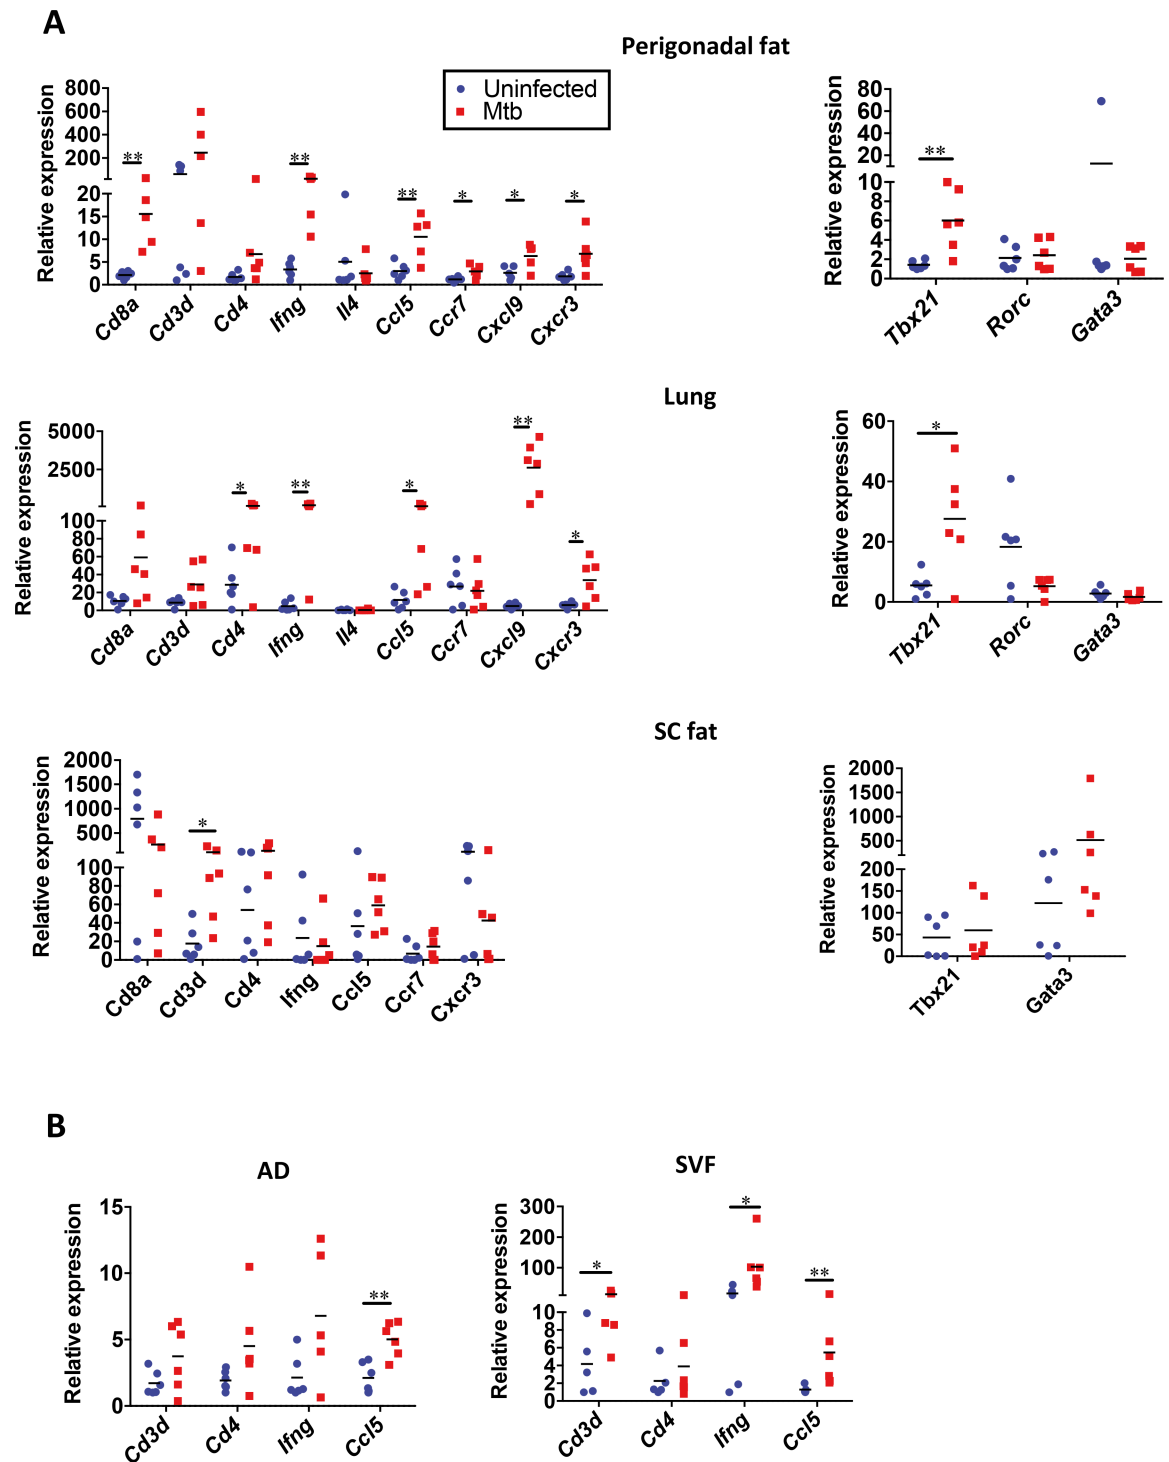 A
Perigonadal fat
Uninfected
Mtb
Relative expression
800
600
400
200
20
15
10
5
0
** ** ** * * *
Cd8a Cd3d Cd4 Ifng Il4 Ccl5 Ccr7 Cxcl9 Cxcr3
Relative expression
80
60
40
20
10
8
6
4
2
0
**
Tbx21 Rorc Gata3
Lung
Relative expression
5000
2500
100
80
60
40
20
0
* ** * ** *
Cd8a Cd3d Cd4 Ifng Il4 Ccl5 Ccr7 Cxcl9 Cxcr3
Relative expression
60
40
20
0
*
Tbx21 Rorc Gata3
SC fat
Relative expression
2000
1500
1000
500
100
80
60
40
20
0
*
Cd8a Cd3d Cd4 Ifng Ccl5 Ccr7 Cxcr3
Relative expression
2000
1500
1000
500
200
150
100
50
0
Tbx21 Gata3
B
AD
Relative expression
15
10
5
0
**
Cd3d Cd4 Ifng Ccl5
SVF
Relative expression
300
200
100
10
8
6
4
2
0
* * **
Cd3d Cd4 Ifng Ccl5